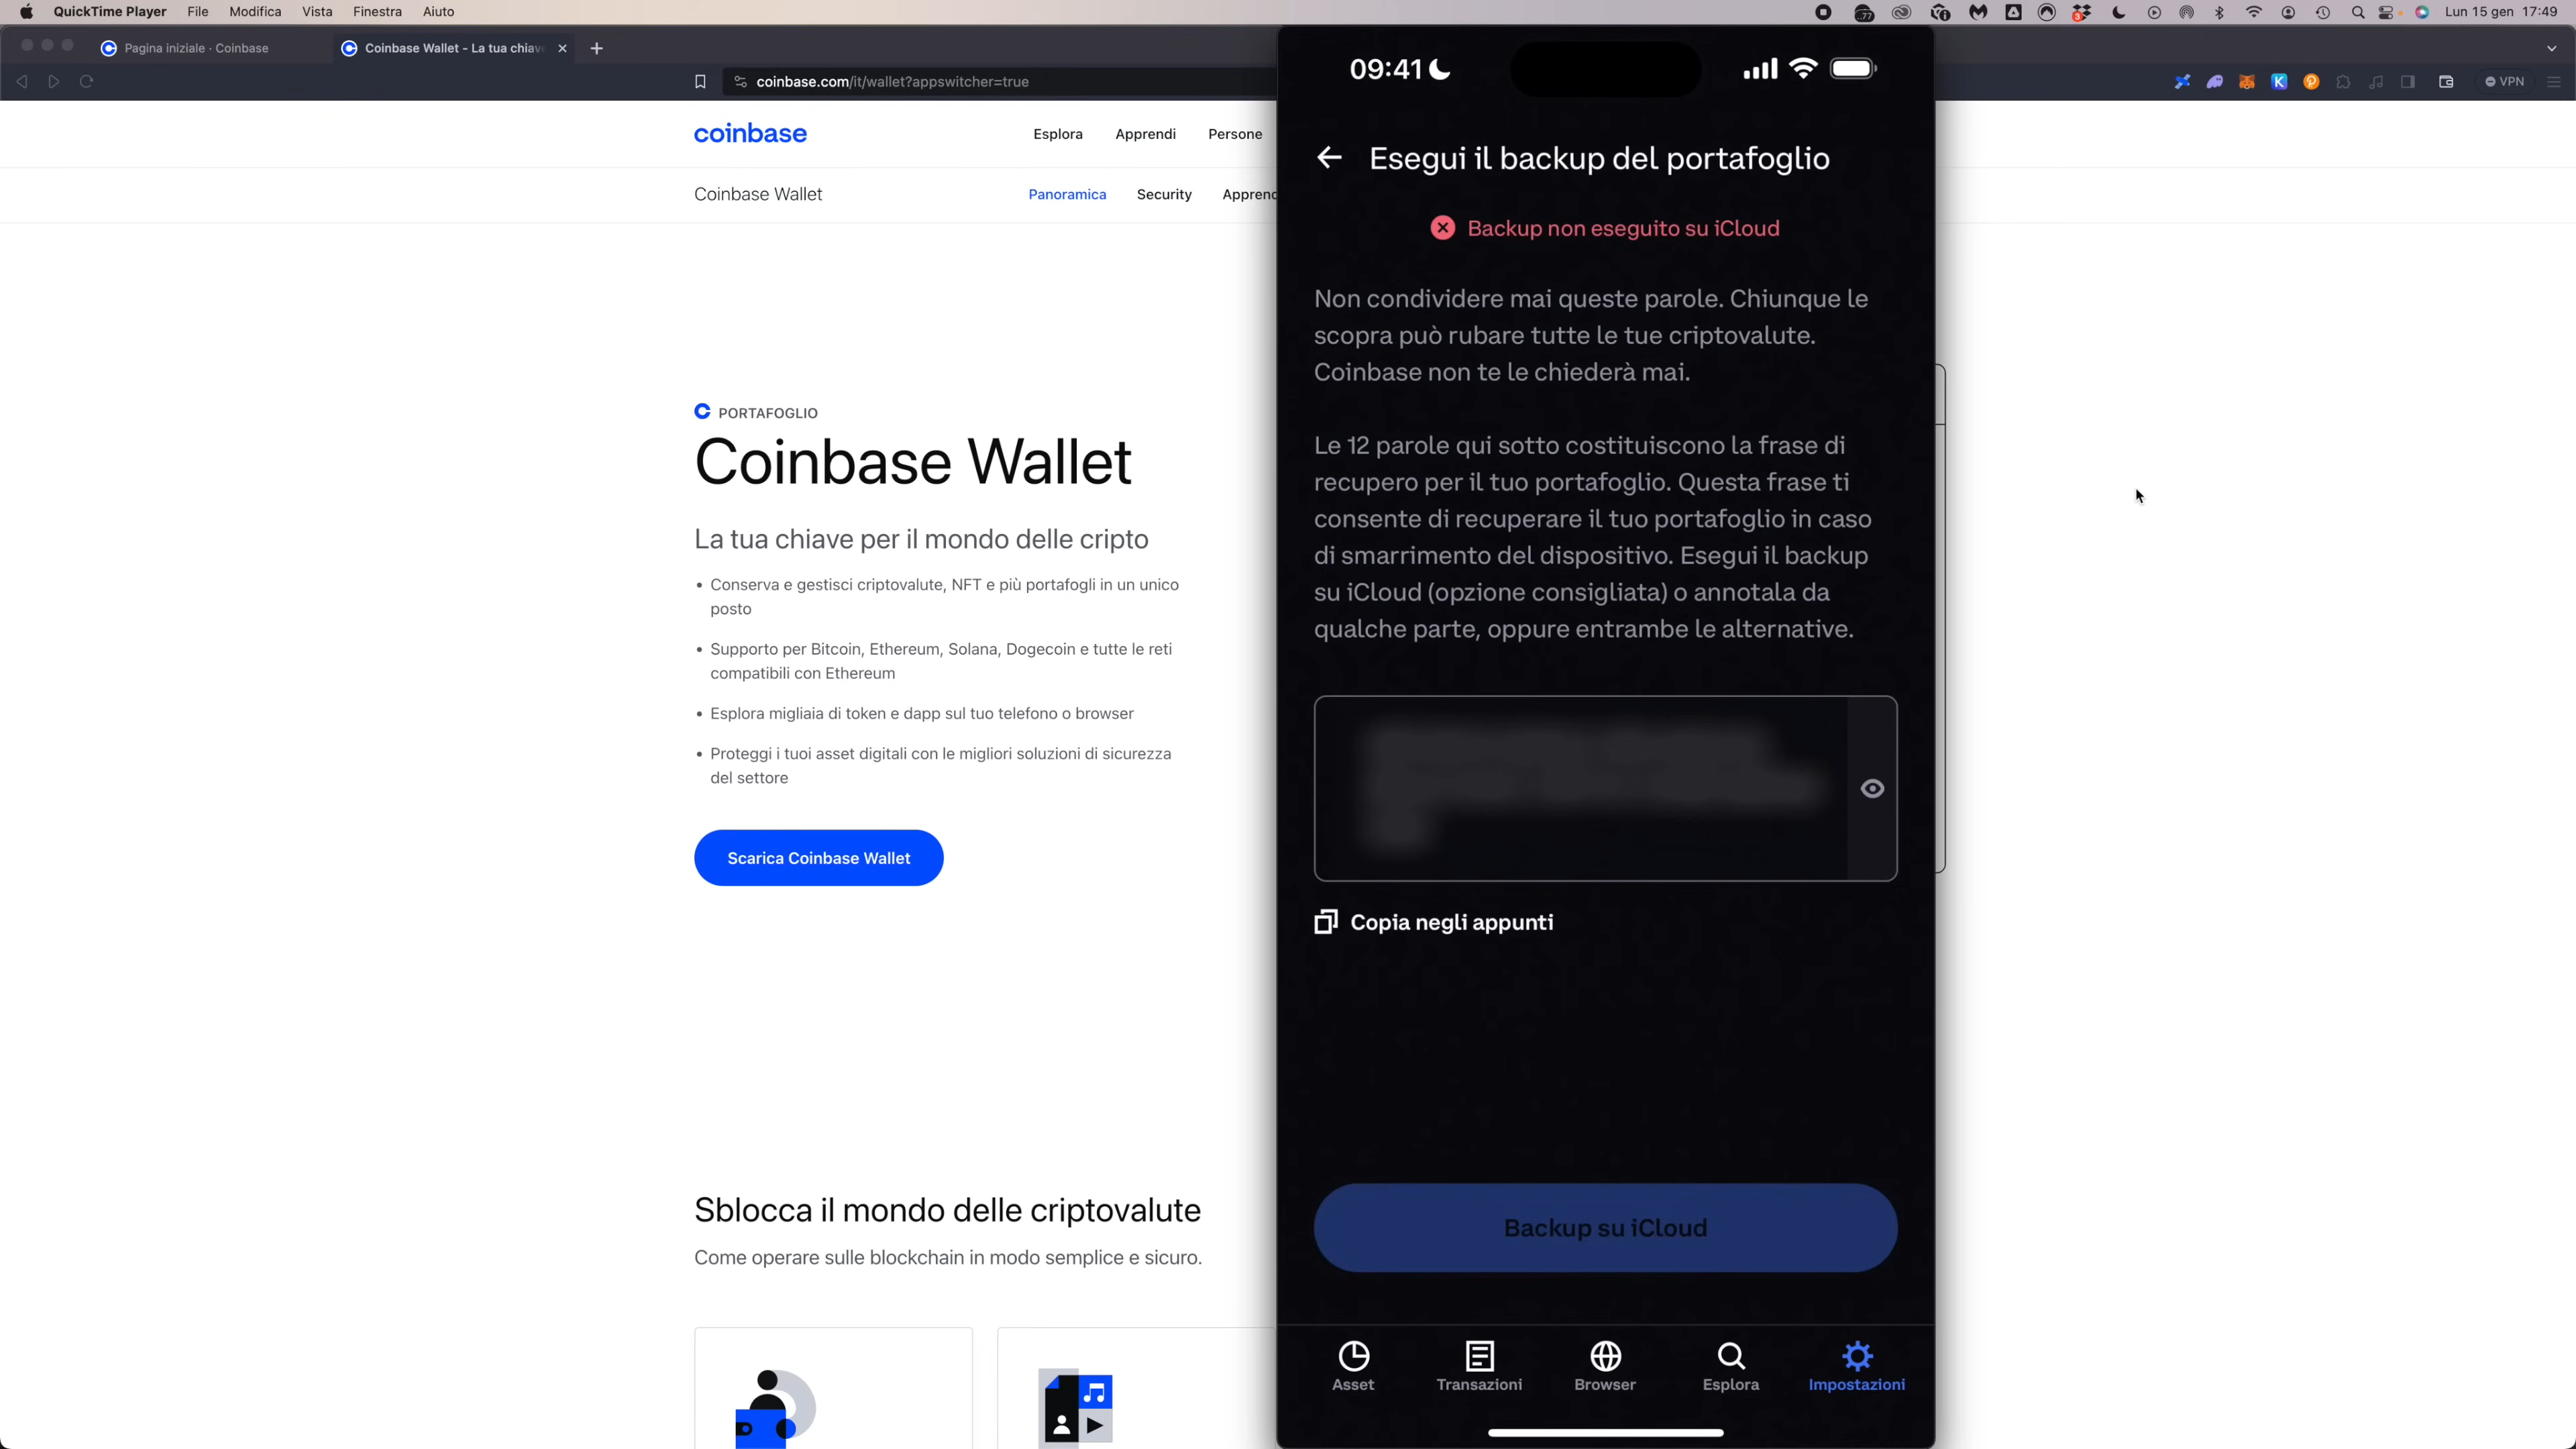 QuickTime Player File Modifica Vista Finestra Aiuto
77
3
Lun 15 gen 17:49
Pagina iniziale · Coinbase
Coinbase Wallet - La tua chiav
coinbase.com/it/wallet?appswitcher=true
VPN
coinbase
Esplora Apprendi Persone
Coinbase Wallet
Panoramica Security Apprend
PORTAFOGLIO
Coinbase Wallet
La tua chiave per il mondo delle cripto
• Conserva e gestisci criptovalute, NFT e più portafogli in un unico
posto
• Supporto per Bitcoin, Ethereum, Solana, Dogecoin e tutte le reti
compatibili con Ethereum
• Esplora migliaia di token e dapp sul tuo telefono o browser
• Proteggi i tuoi asset digitali con le migliori soluzioni di sicurezza
del settore
Scarica Coinbase Wallet
Sblocca il mondo delle criptovalute
Come operare sulle blockchain in modo semplice e sicuro.
09:41
Esegui il backup del portafoglio
Backup non eseguito su iCloud
Non condividere mai queste parole. Chiunque le
scopra può rubare tutte le tue criptovalute.
Coinbase non te le chiederà mai.
Le 12 parole qui sotto costituiscono la frase di
recupero per il tuo portafoglio. Questa frase ti
consente di recuperare il tuo portafoglio in caso
di smarrimento del dispositivo. Esegui il backup
su iCloud (opzione consigliata) o annotala da
qualche parte, oppure entrambe le alternative.
Copia negli appunti
Backup su iCloud
Asset Transazioni Browser Esplora Impostazioni